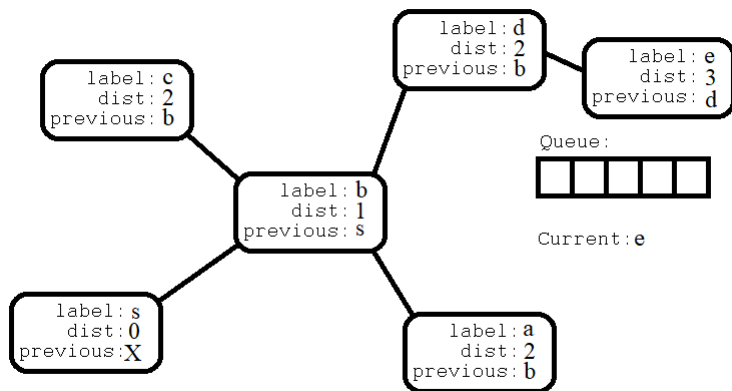 label: d
dist: 2
previous: b
label: e
dist: 3
previous: d
label: c
dist: 2
previous: b
Queue:
label: b
dist: 1
previous: s
Current: e
label: s
dist: 0
previous: X
label: a
dist: 2
previous: b